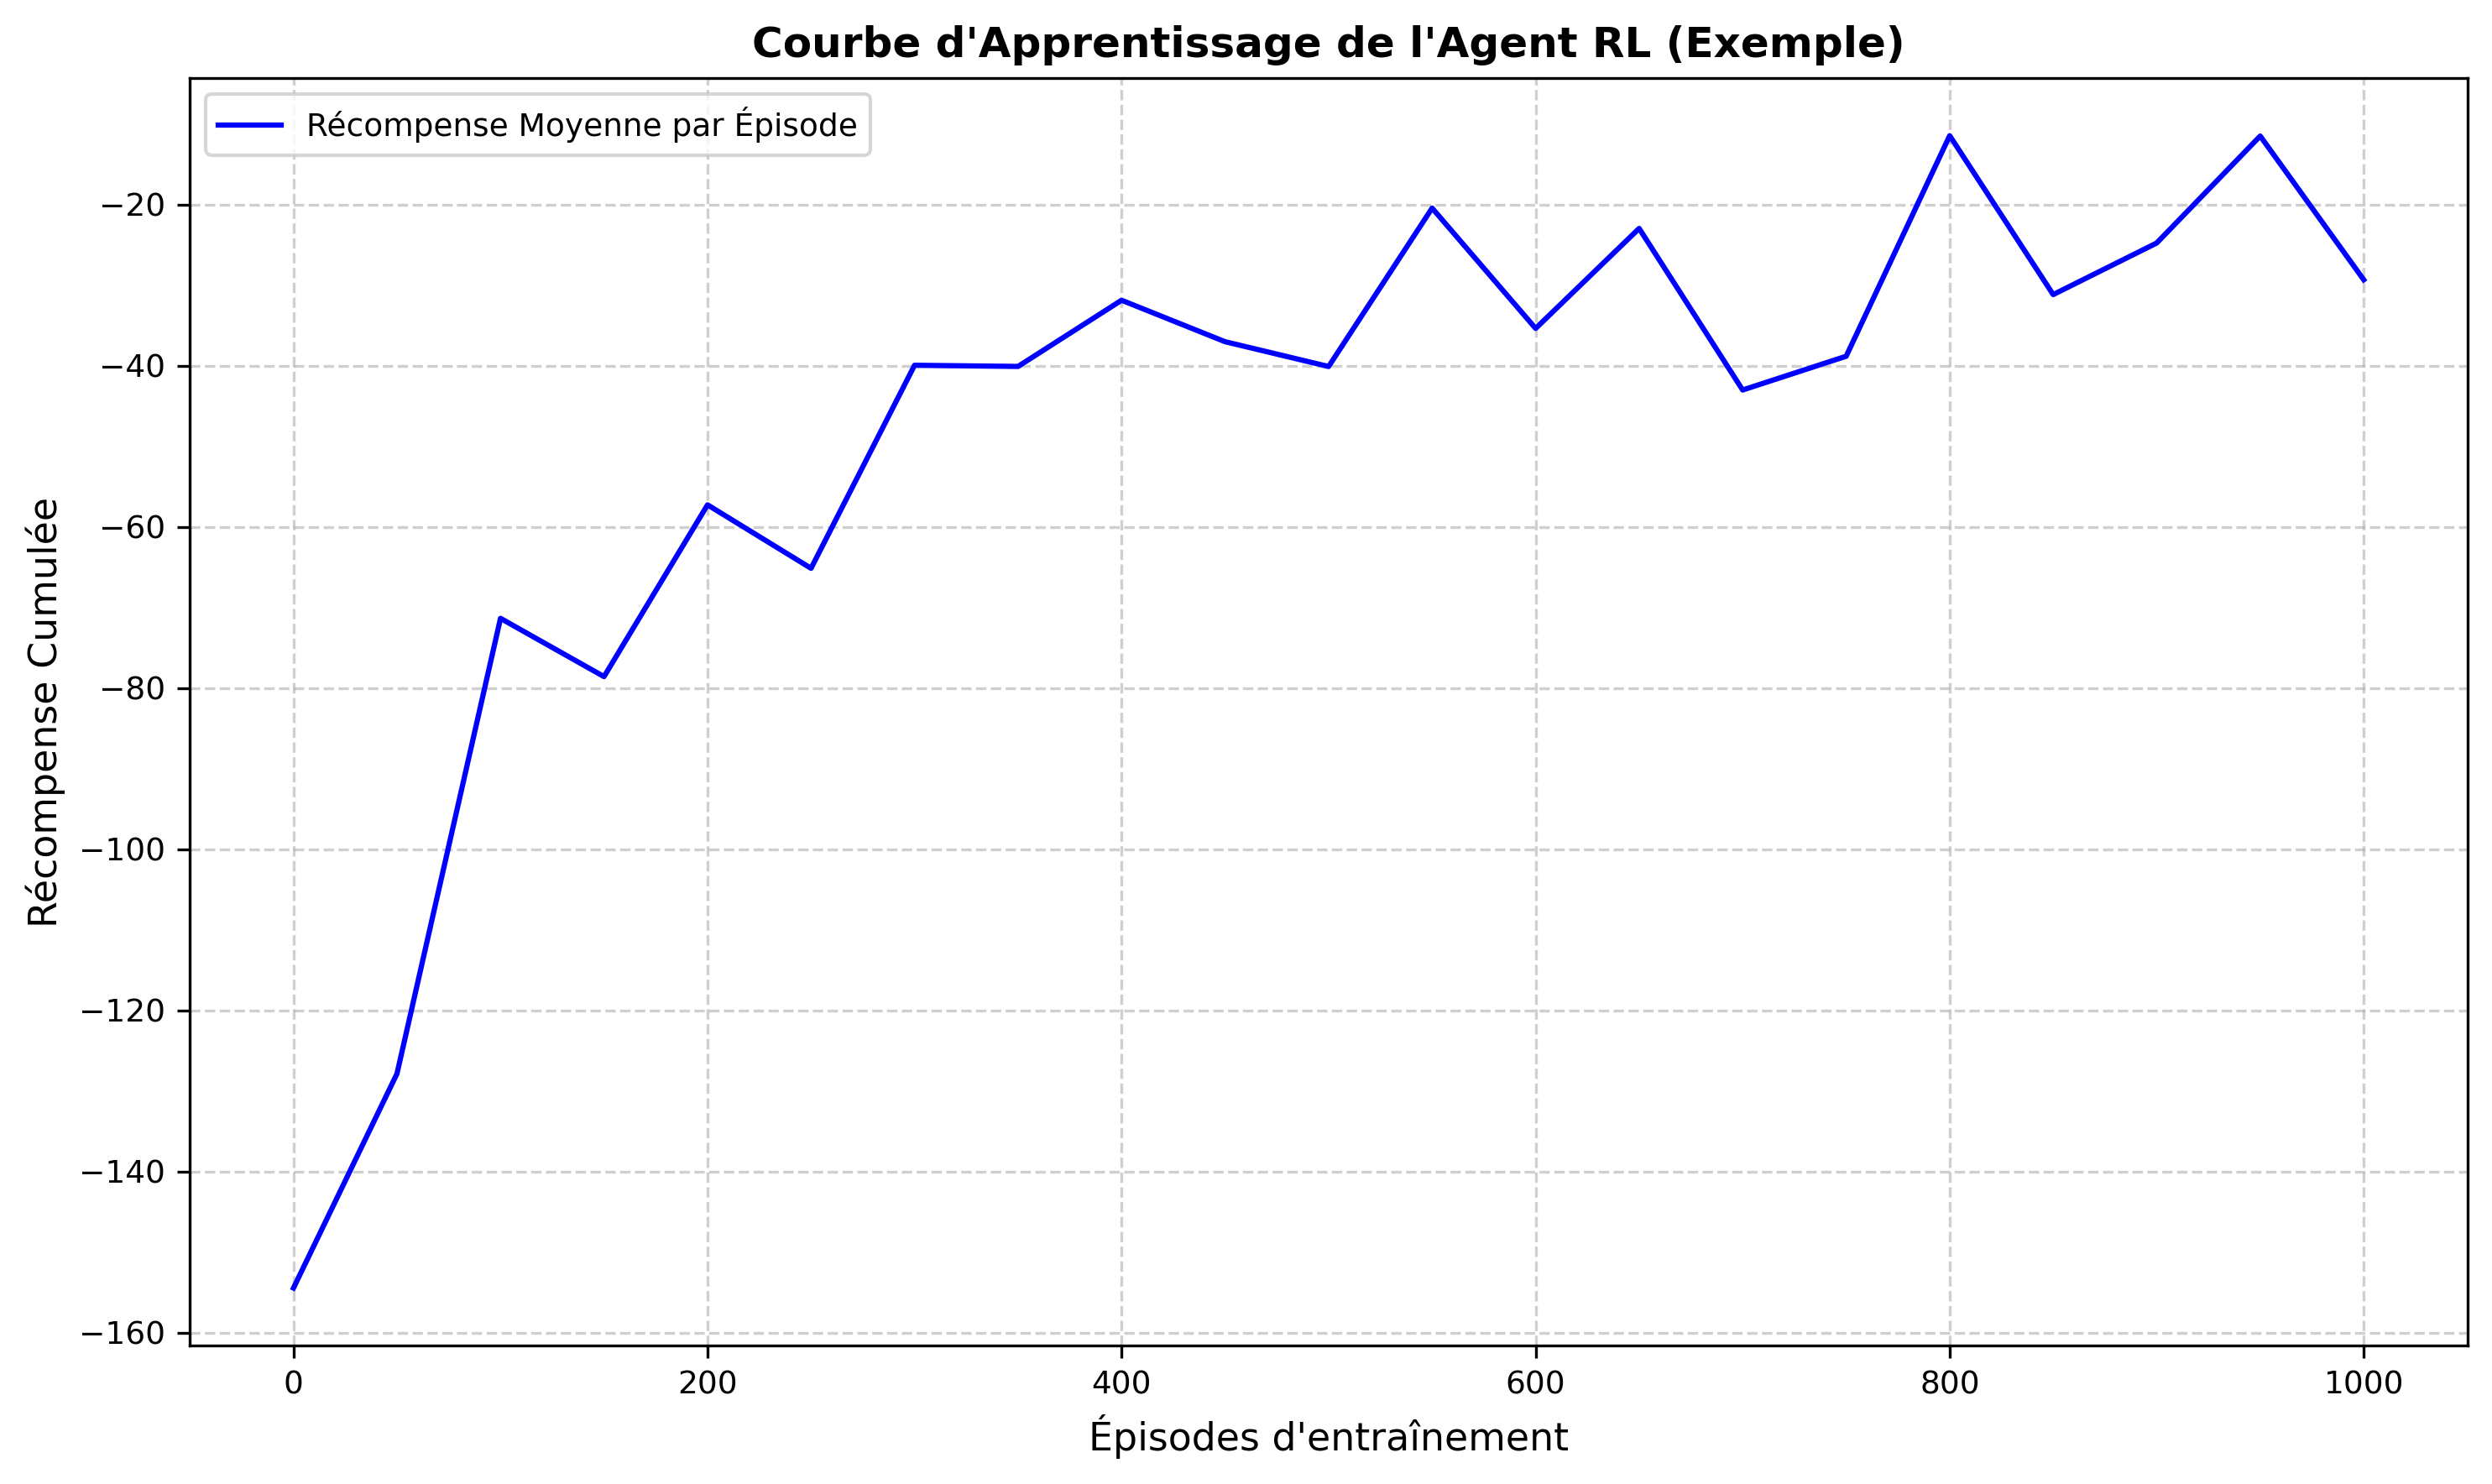 Courbe d'Apprentissage de l'Agent RL (Exemple)
Récompense Moyenne par Épisode
Récompense Cumulée
−20
−40
−60
−80
−100
−120
−140
−160
0 200 400 600 800 1000
Épisodes d'entraînement